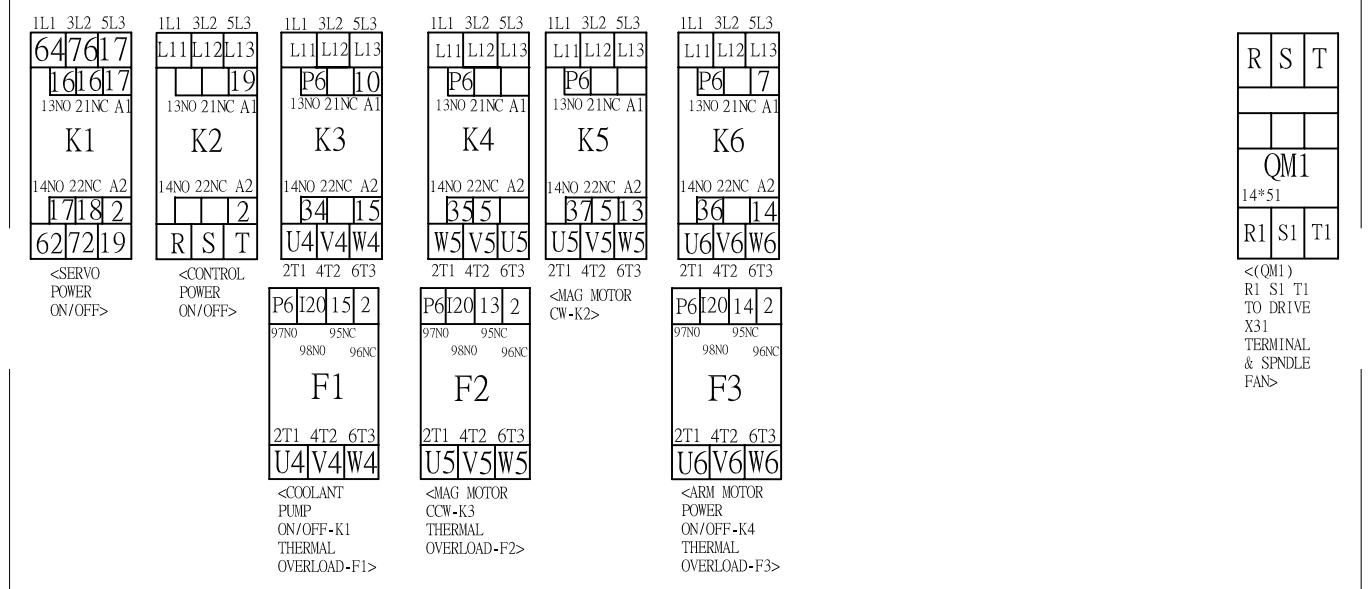 1L1 3L2 5L3
64 76 17
16 16 17
13NO 21NC A1
K1
14NO 22NC A2
17 18 2
62 72 19
<SERVO
POWER
ON/OFF>
1L1 3L2 5L3
L11 L12 L13
19
13NO 21NC A1
K2
14NO 22NC A2
2
R S T
<CONTROL
POWER
ON/OFF>
1L1 3L2 5L3
L11 L12 L13
P6 10
13NO 21NC A1
K3
14NO 22NC A2
34 15
U4 V4 W4
2T1 4T2 6T3
P6 I20 15 2
97NO 95NC
98NO 96NC
F1
2T1 4T2 6T3
U4 V4 W4
<COOLANT
PUMP
ON/OFF-K1
THERMAL
OVERLOAD-F1>
1L1 3L2 5L3
L11 L12 L13
P6
13NO 21NC A1
K4
14NO 22NC A2
35 5
W5 V5 U5
2T1 4T2 6T3
P6 I20 13 2
97NO 95NC
98NO 96NC
F2
2T1 4T2 6T3
U5 V5 W5
<MAG MOTOR
CCW-K3
THERMAL
OVERLOAD-F2>
1L1 3L2 5L3
L11 L12 L13
P6
13NO 21NC A1
K5
14NO 22NC A2
37 5 13
U5 V5 W5
2T1 4T2 6T3
<MAG MOTOR
CW-K2>
1L1 3L2 5L3
L11 L12 L13
P6 7
13NO 21NC A1
K6
14NO 22NC A2
36 14
U6 V6 W6
2T1 4T2 6T3
P6 I20 14 2
97NO 95NC
98NO 96NC
F3
2T1 4T2 6T3
U6 V6 W6
<ARM MOTOR
POWER
ON/OFF-K4
THERMAL
OVERLOAD-F3>
R S T
QM1
14*51
R1 S1 T1
<(QM1)
R1 S1 T1
TO DRIVE
X31
TERMINAL
& SPNDLE
FAN>